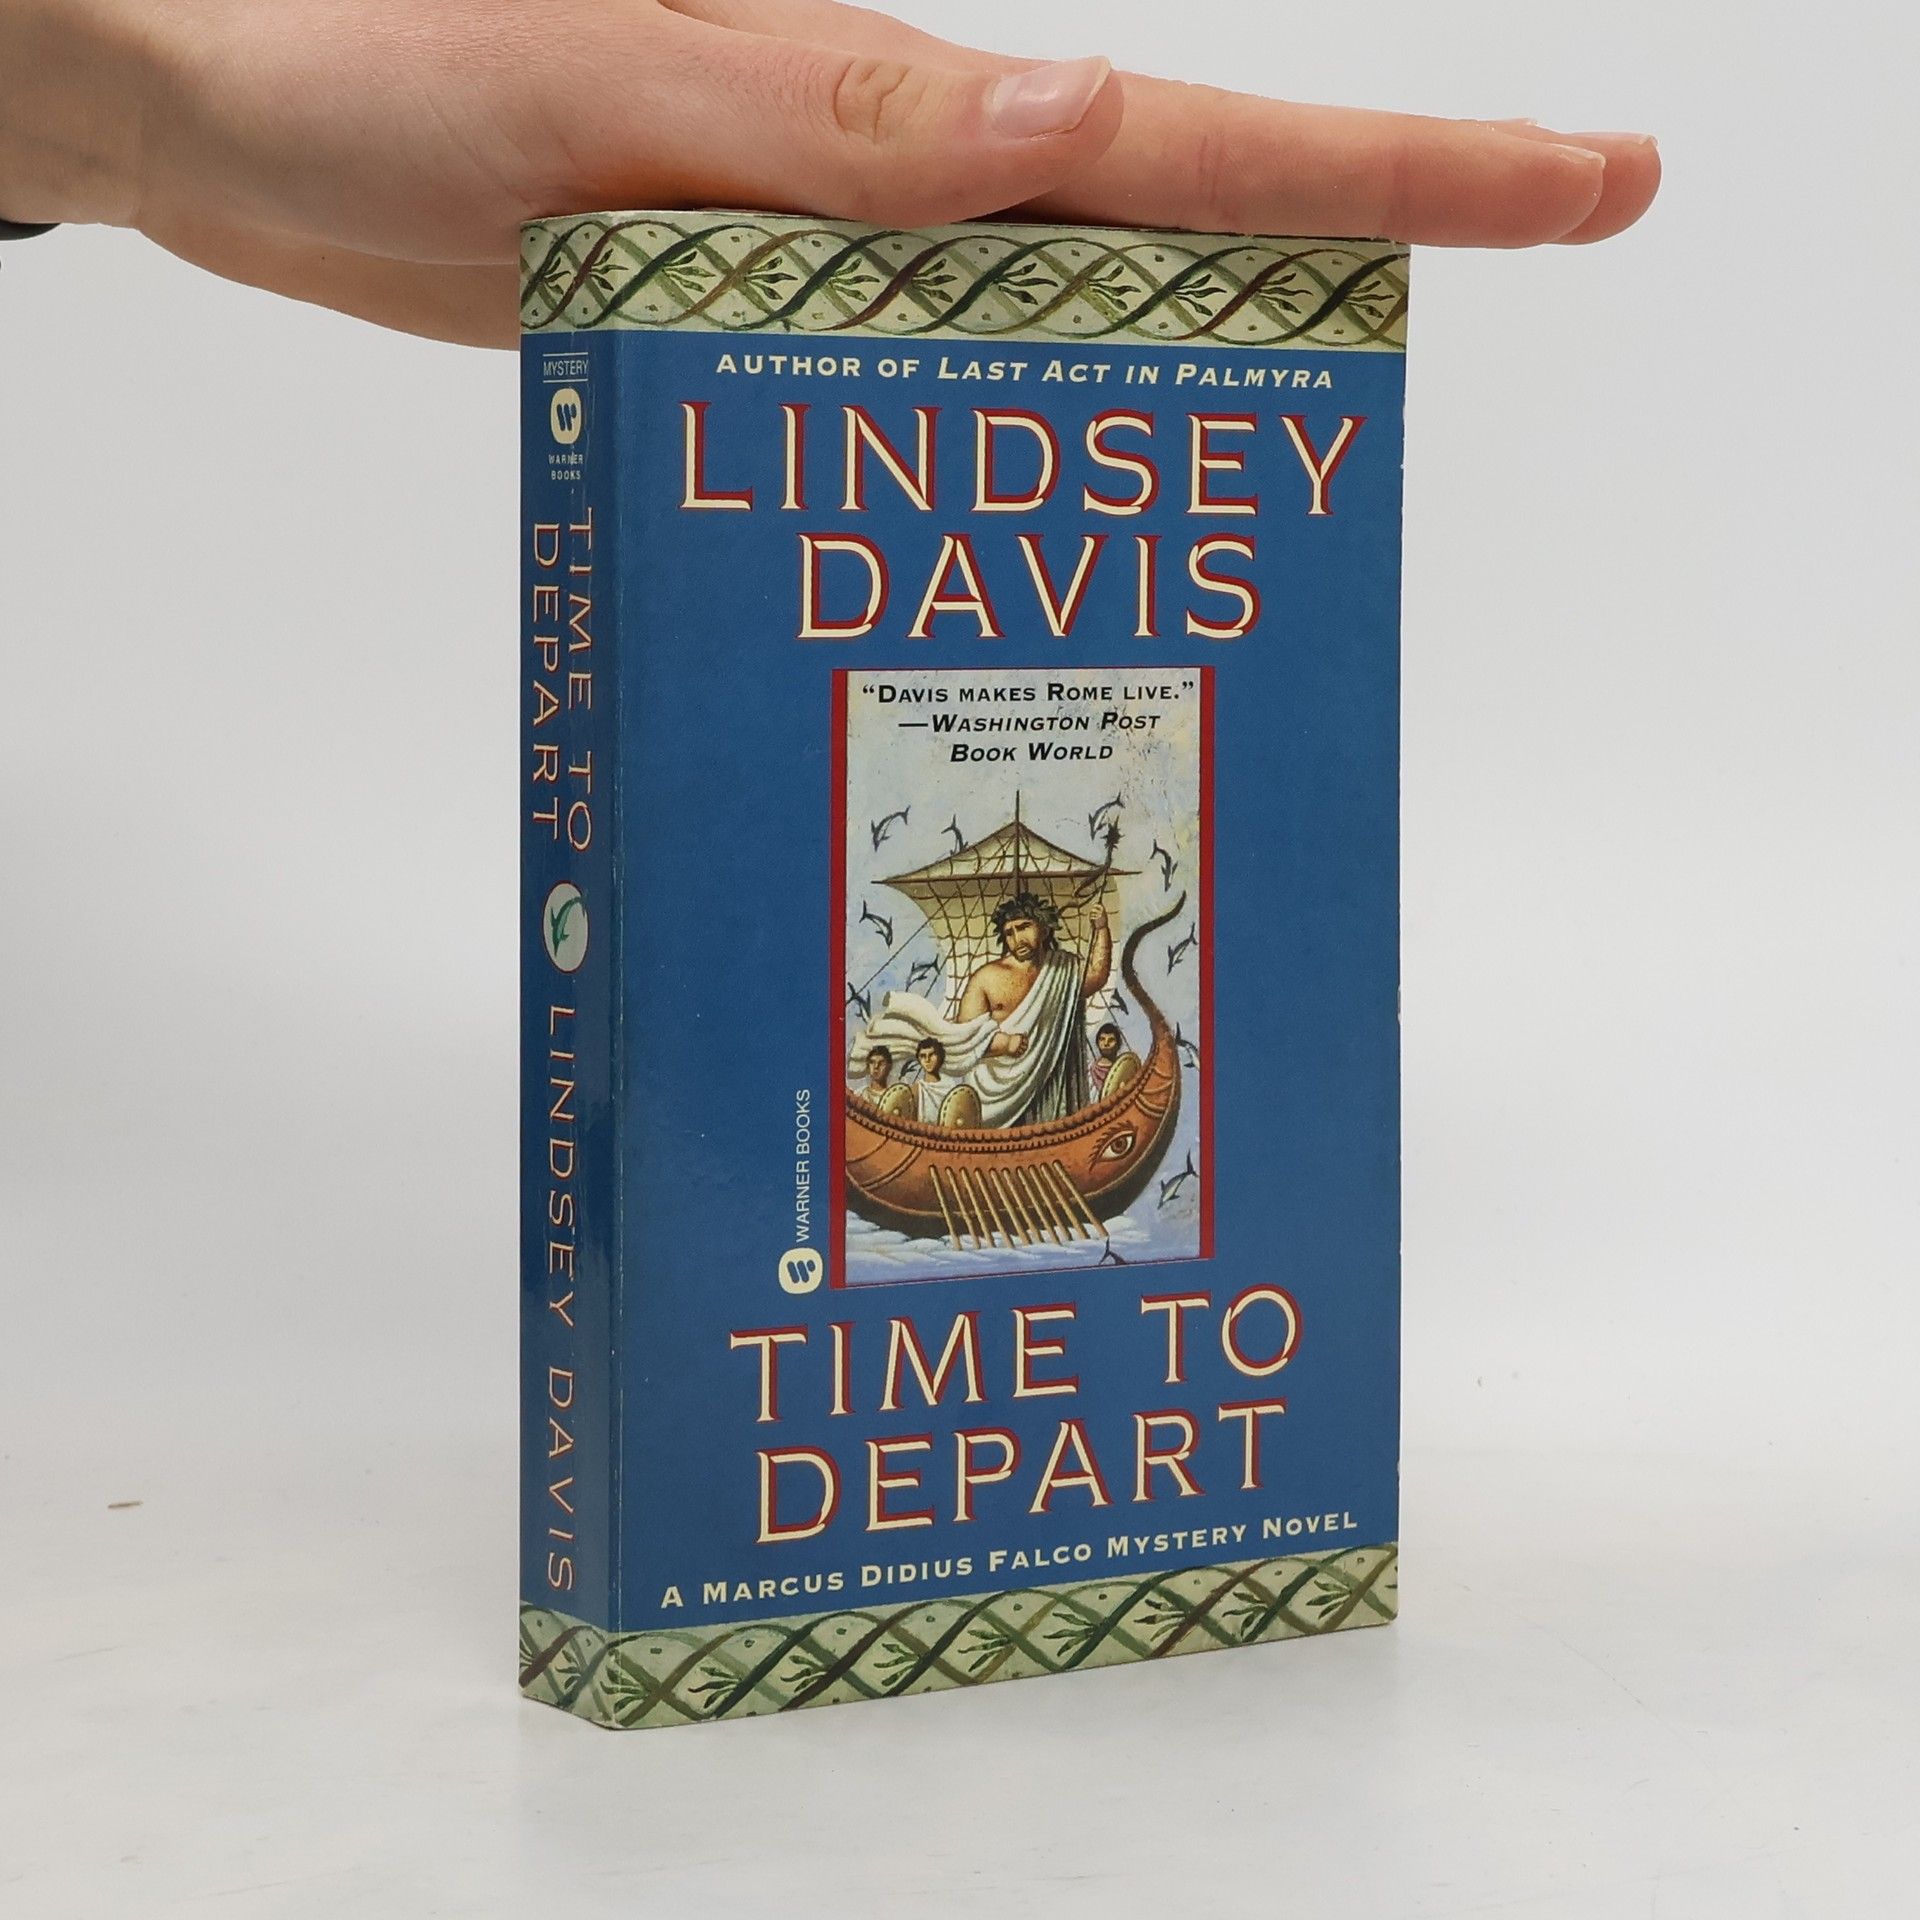 AUTHOR OF LAST ACT IN PALMYRA
LINDSEY
DAVIS
“DAVIS MAKES ROME LIVE.”
—WASHINGTON POST
BOOK WORLD
WARNER BOOKS
TIME TO
DEPART
A MARCUS DIDIUS FALCO MYSTERY NOVEL
MYSTERY
WARNER
BOOKS
TIME TO
DEPART
LINDSEY DAVIS